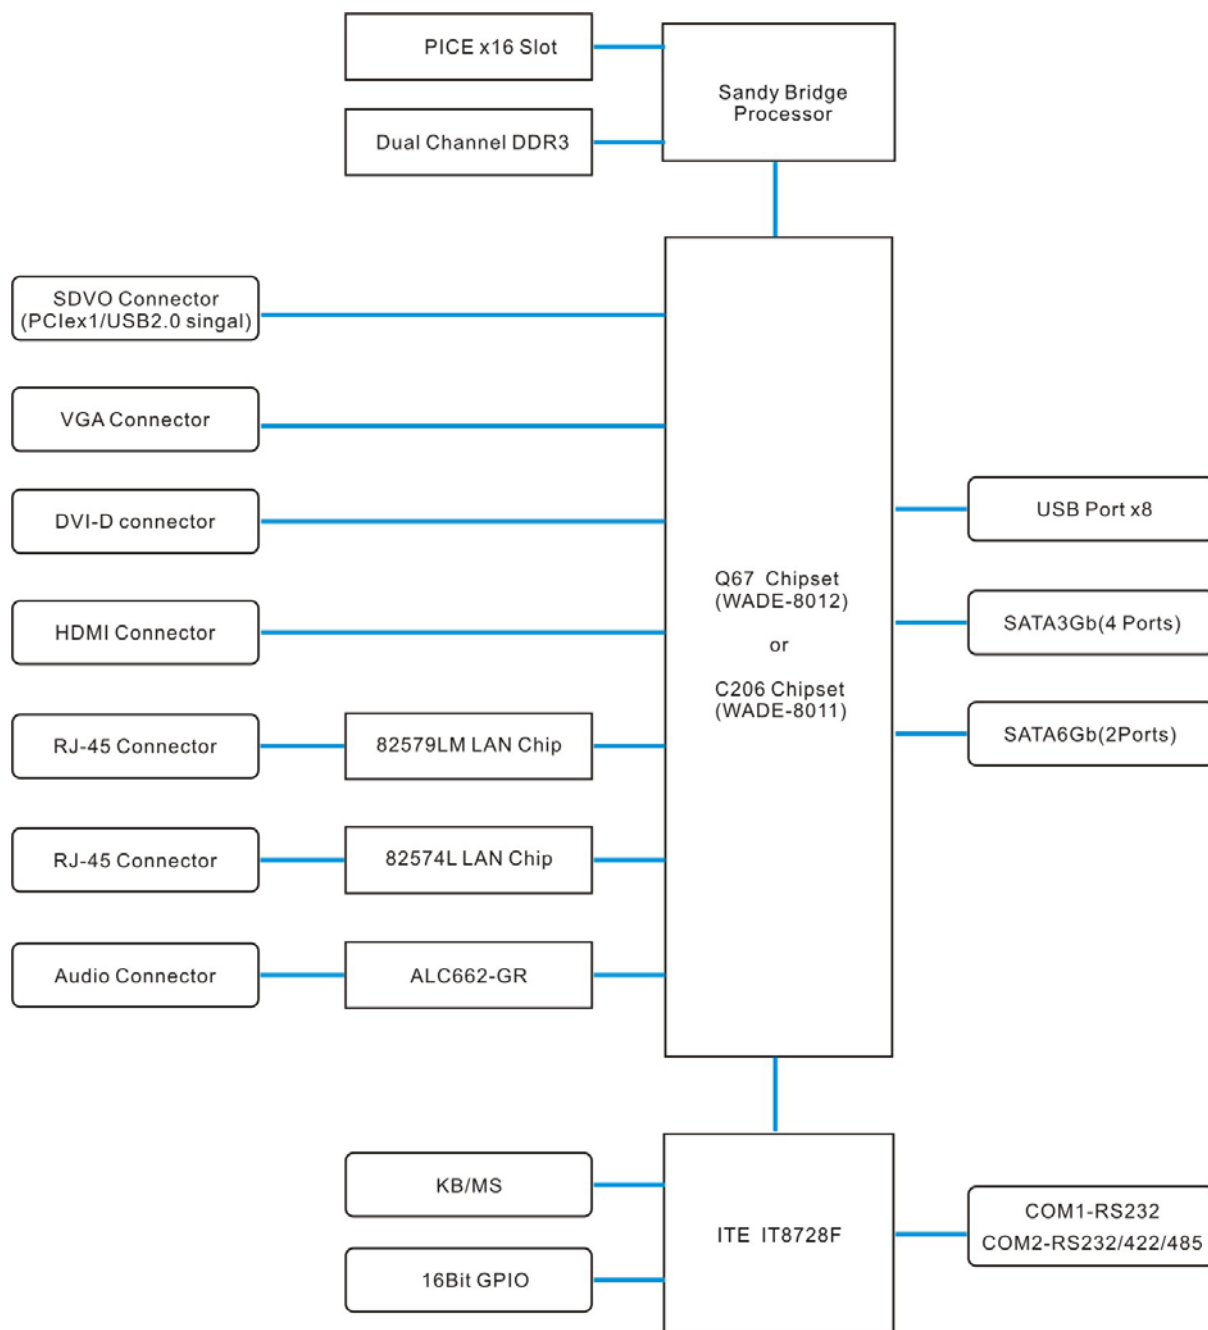 PICE x16 Slot
Sandy Bridge
Processor
Dual Channel DDR3
SDVO Connector
(PCIex1/USB2.0 singal)
VGA Connector
DVI-D connector
HDMI Connector
RJ-45 Connector
82579LM LAN Chip
RJ-45 Connector
82574L LAN Chip
Audio Connector
ALC662-GR
Q67 Chipset
(WADE-8012)
or
C206 Chipset
(WADE-8011)
USB Port x8
SATA3Gb(4 Ports)
SATA6Gb(2Ports)
KB/MS
16Bit GPIO
ITE IT8728F
COM1-RS232
COM2-RS232/422/485